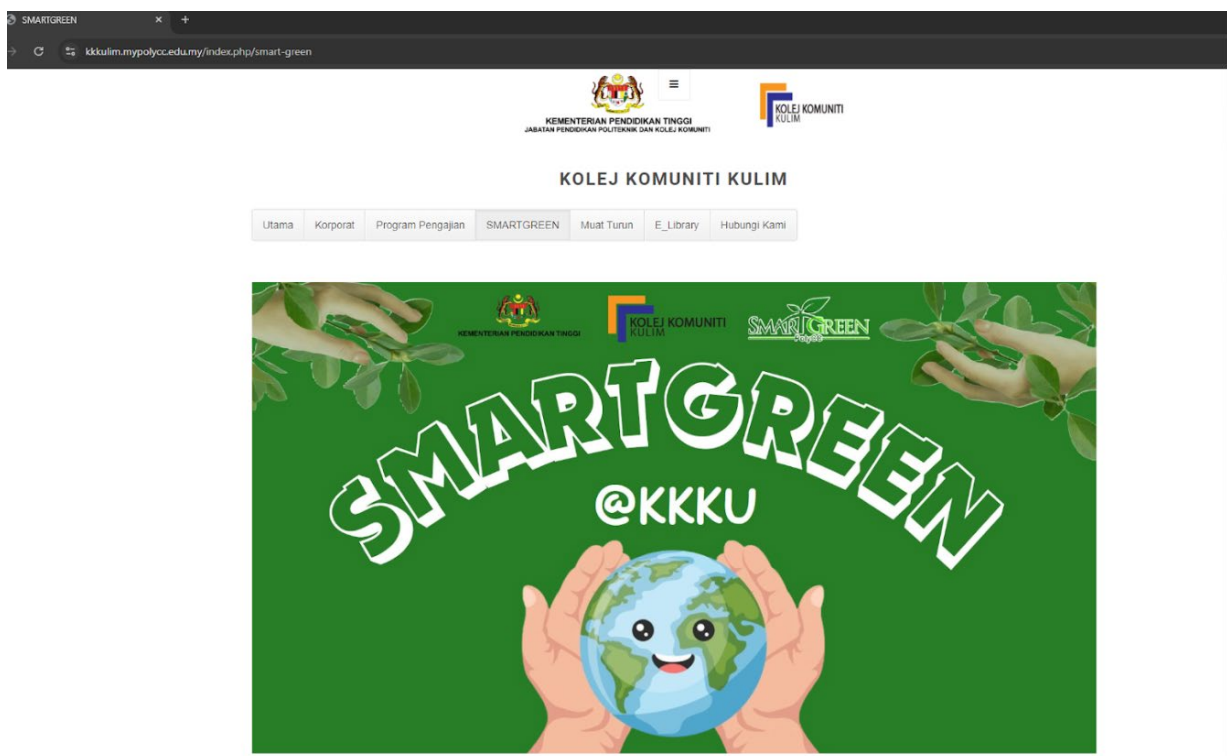 SMARTGREEN × +
kkkulim.mypolycc.edu.my/index.php/smart-green
KEMENTERIAN PENDIDIKAN TINGGI
JABATAN PENDIDIKAN POLITEKNIK DAN KOLEJ KOMUNITI
KOLEJ KOMUNITI
KULIM
KOLEJ KOMUNITI KULIM
Utama Korporat Program Pengajian SMARTGREEN Muat Turun E_Library Hubungi Kami
KEMENTERIAN PENDIDIKAN TINGGI
KOLEJ KOMUNITI
KULIM
SMARTGREEN
PolyCC
SMARTGREEN
@KKKU